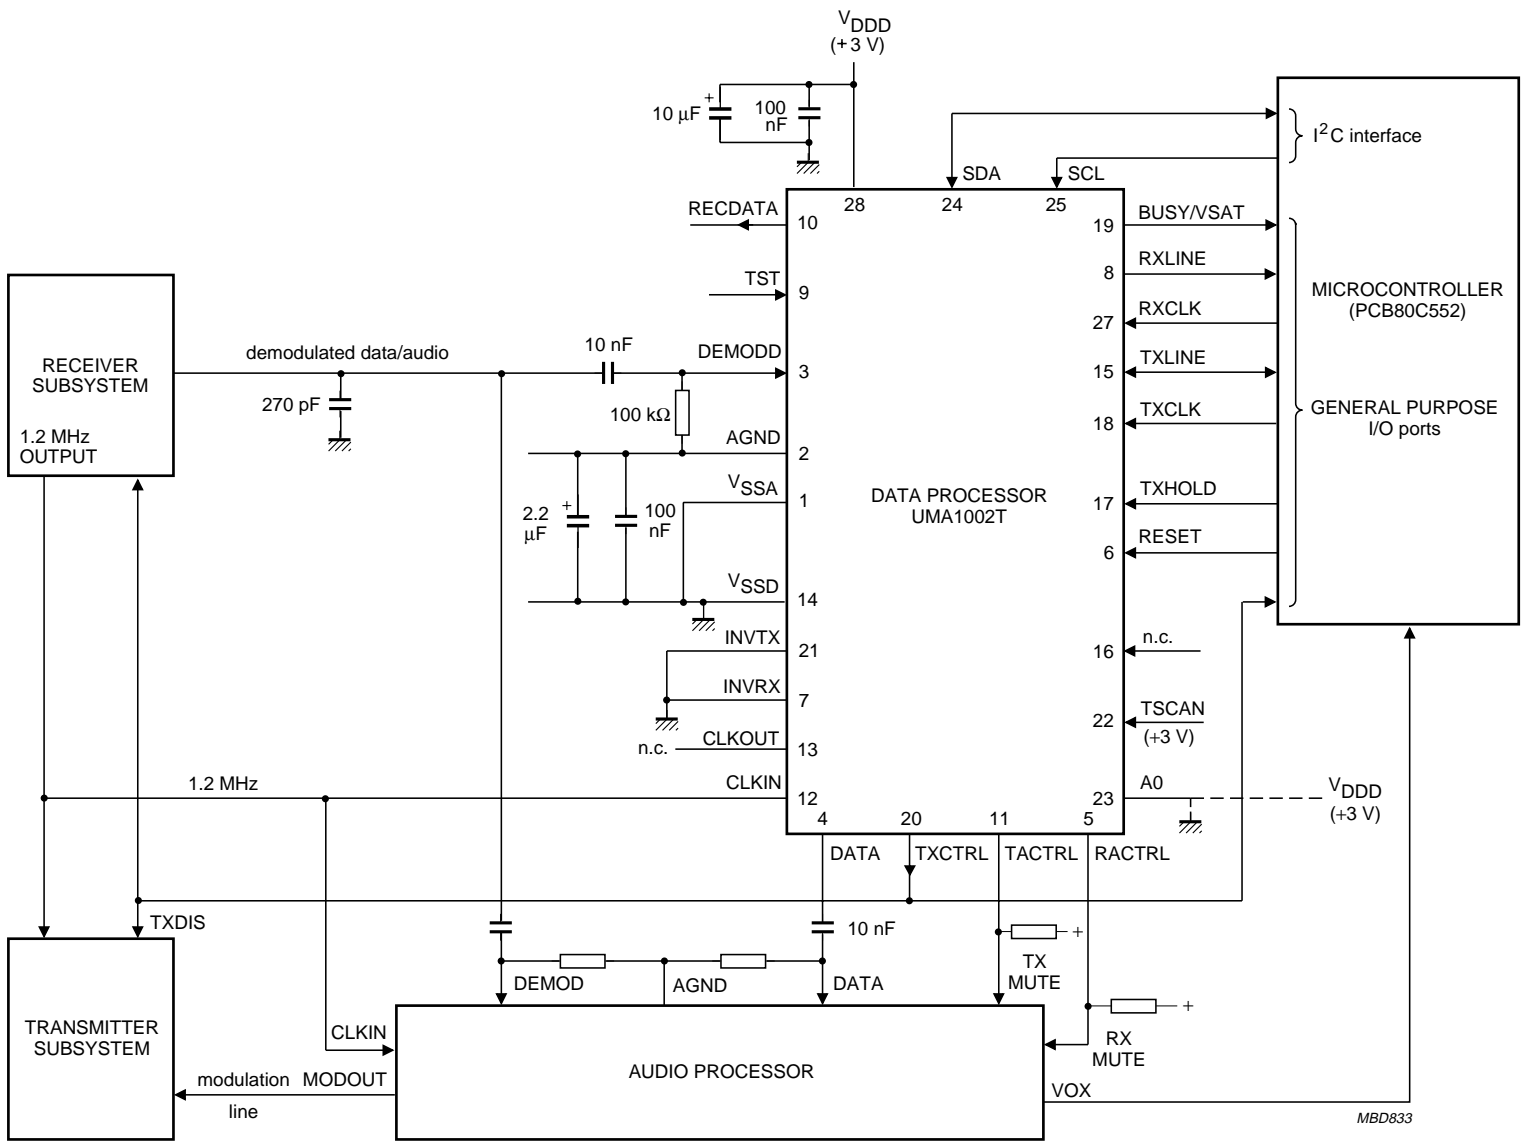 VDDD
(+3 V)
10 μF
+
100
nF
I2C interface
SDA
SCL
28
24
25
RECDATA
10
19
BUSY/VSAT
8
RXLINE
TST
9
MICROCONTROLLER
(PCB80C552)
27
RXCLK
RECEIVER
SUBSYSTEM
demodulated data/audio
10 nF
DEMODD
3
15
TXLINE
270 pF
100 kΩ
18
TXCLK
GENERAL PURPOSE
I/O ports
1.2 MHz
OUTPUT
AGND
2
VSSA
1
DATA PROCESSOR
UMA1002T
17
TXHOLD
2.2
μF
+
100
nF
6
RESET
VSSD
14
INVTX
21
16
n.c.
INVRX
7
22
TSCAN
(+3 V)
n.c.
CLKOUT
13
1.2 MHz
CLKIN
12
23
A0
VDDD
(+3 V)
4
20
11
5
DATA
TXCTRL
TACTRL
RACTRL
TXDIS
10 nF
+
TX
MUTE
DEMOD
AGND
DATA
+
RX
MUTE
TRANSMITTER
SUBSYSTEM
CLKIN
AUDIO PROCESSOR
modulation
line
MODOUT
VOX
MBD833